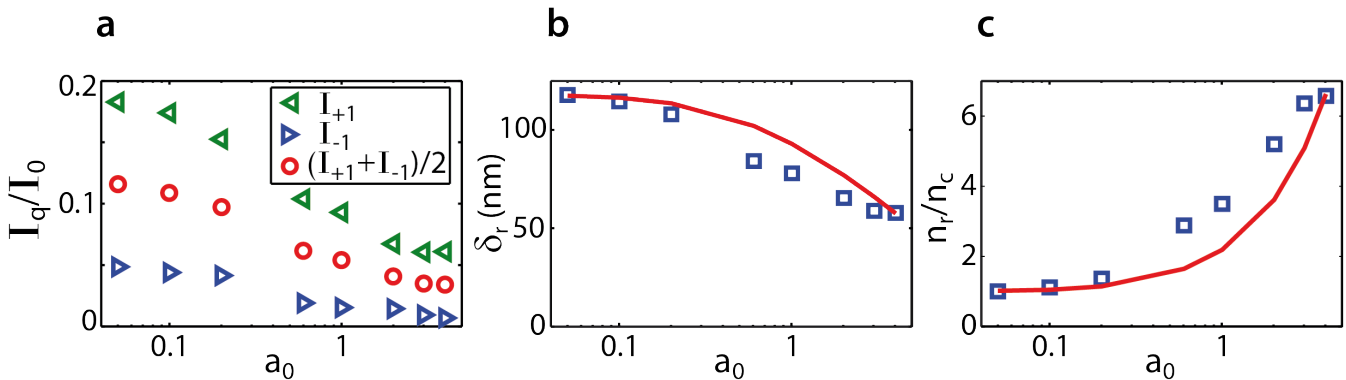 a
I_q/I_0
0.2
0.1
0
0.1
1
a_0
I_{+1}
I_{-1}
(I_{+1}+I_{-1})/2
b
δ_r (nm)
100
50
0
0.1
1
a_0
c
n_r/n_c
6
4
2
0
0.1
1
a_0